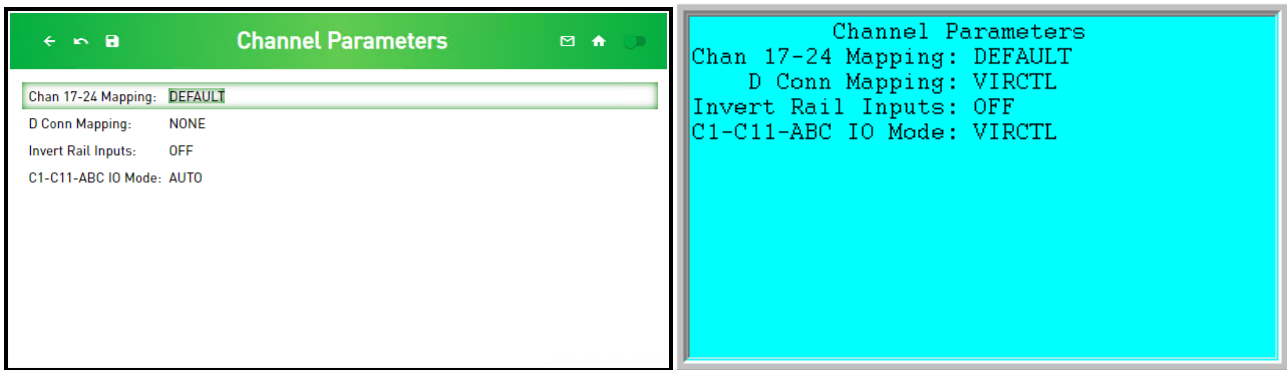 Channel Parameters
Chan 17-24 Mapping: DEFAULT
D Conn Mapping: NONE
Invert Rail Inputs: OFF
C1-C11-ABC IO Mode: AUTO
Channel Parameters
Chan 17-24 Mapping: DEFAULT
D Conn Mapping: VIRCTL
Invert Rail Inputs: OFF
C1-C11-ABC IO Mode: VIRCTL